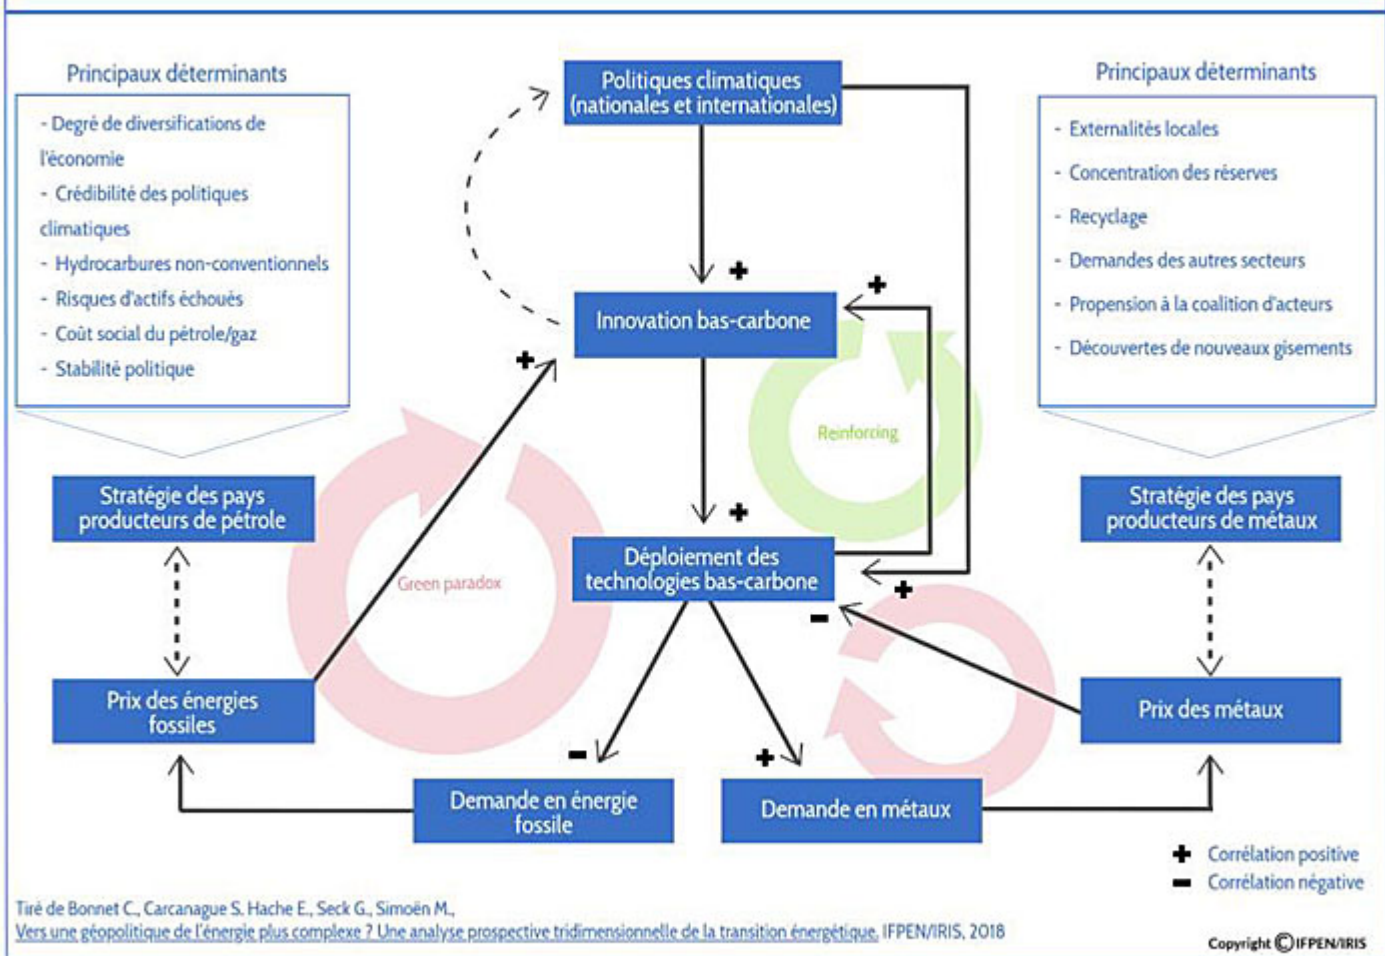 Principaux déterminants
- Degré de diversifications de
l'économie
- Crédibilité des politiques
climatiques
- Hydrocarbures non-conventionnels
- Risques d'actifs échoués
- Coût social du pétrole/gaz
- Stabilité politique
Stratégie des pays
producteurs de pétrole
Prix des énergies
fossiles
Politiques climatiques
(nationales et internationales)
+
Innovation bas-carbone
+
+
+
Déploiement des
technologies bas-carbone
+
-
Green paradox
Reinforcing
-
+
Demande en énergie
fossile
Demande en métaux
Principaux déterminants
- Externalités locales
- Concentration des réserves
- Recyclage
- Demandes des autres secteurs
- Propension à la coalition d'acteurs
- Découvertes de nouveaux gisements
Stratégie des pays
producteurs de métaux
Prix des métaux
+ Corrélation positive
- Corrélation négative
Tiré de Bonnet C., Carcanague S. Hache E., Seck G., Simoën M.,
Vers une géopolitique de l'énergie plus complexe ? Une analyse prospective tridimensionnelle de la transition énergétique. IFPEN/IRIS, 2018
Copyright ©IFPEN/IRIS